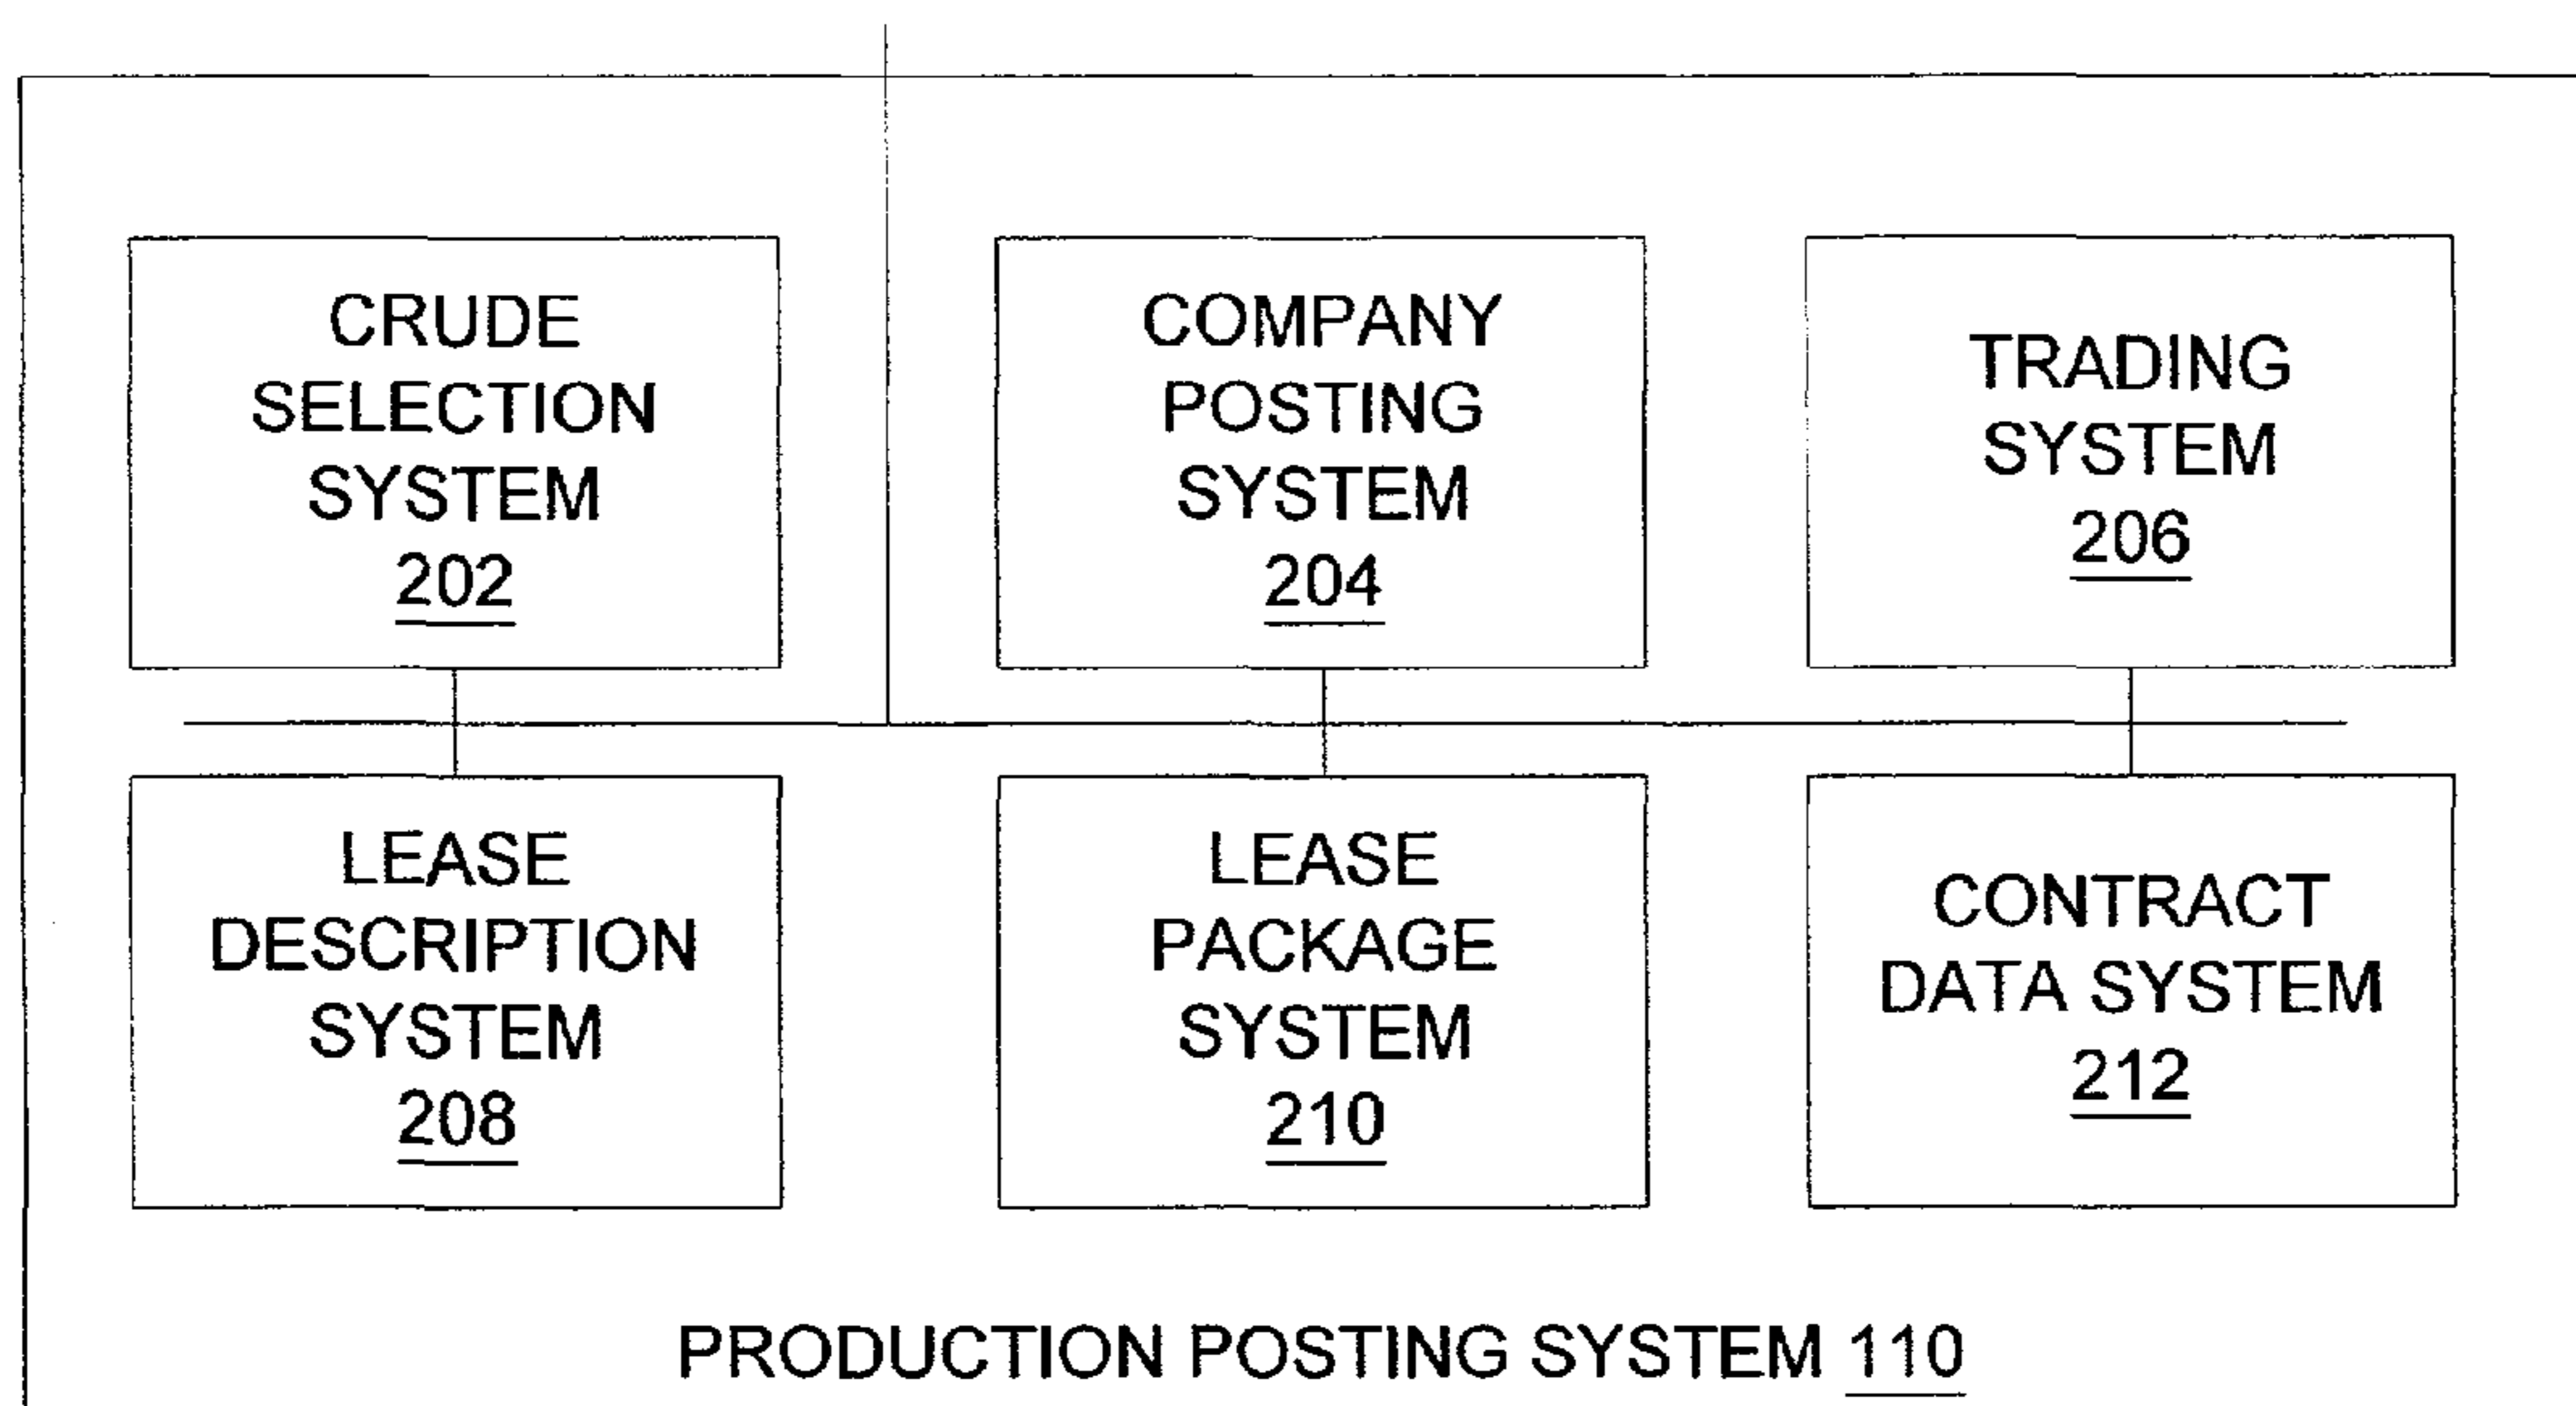 CRUDE
SELECTION
SYSTEM
202
COMPANY
POSTING
SYSTEM
204
TRADING
SYSTEM
206
LEASE
DESCRIPTION
SYSTEM
208
LEASE
PACKAGE
SYSTEM
210
CONTRACT
DATA SYSTEM
212
PRODUCTION POSTING SYSTEM 110